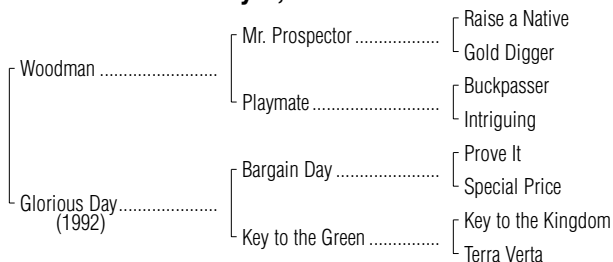 Raise a Native
Mr. Prospector ..................
Gold Digger
Woodman .........................
Buckpasser
Playmate ...........................
Intriguing
Prove It
Bargain Day ......................
Special Price
Glorious Day.....................
(1992)
Key to the Kingdom
Key to the Green ...............
Terra Verta